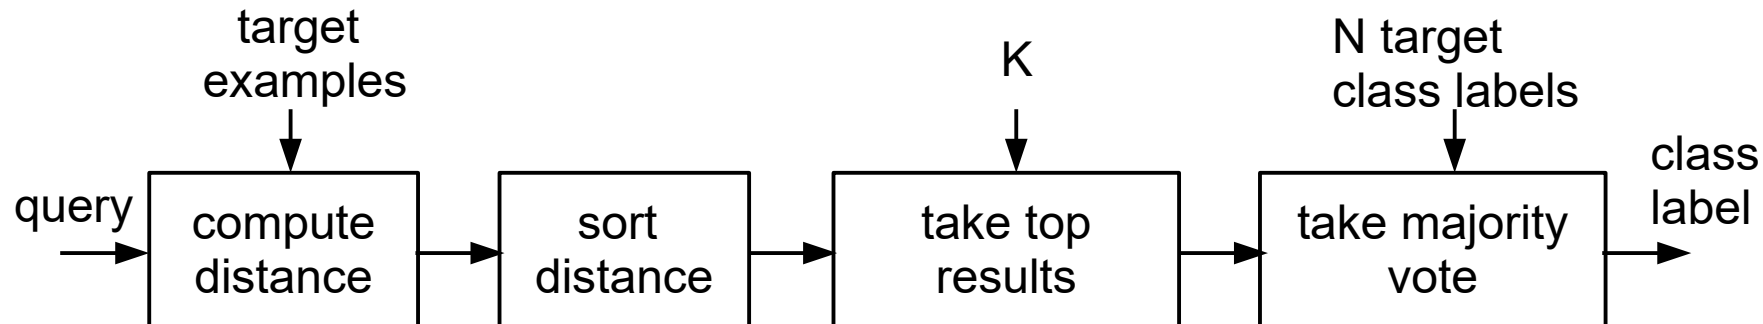 target
examples
K
N target
class labels
query
compute
distance
sort
distance
take top
results
take majority
vote
class
label